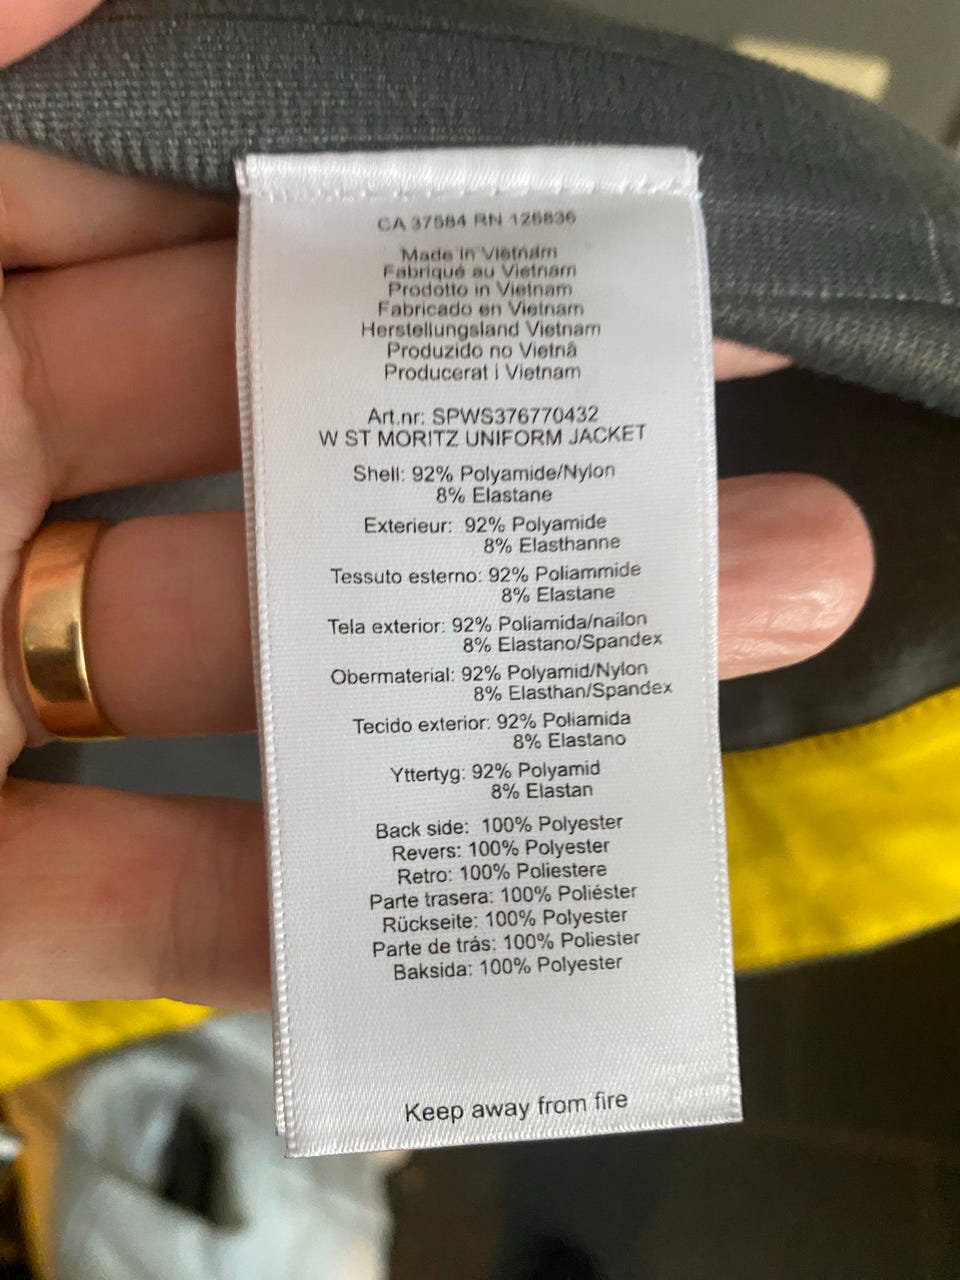 CA 37584 RN 126836
Made in Vietnam
Fabriqué au Vietnam
Prodotto in Vietnam
Fabricado en Vietnam
Herstellungsland Vietnam
Produzido no Vietnã
Producerat i Vietnam
Art.nr: SPWS376770432
W ST MORITZ UNIFORM JACKET
Shell: 92% Polyamide/Nylon
8% Elastane
Exterieur: 92% Polyamide
8% Elasthanne
Tessuto esterno: 92% Poliammide
8% Elastane
Tela exterior: 92% Poliamida/nailon
8% Elastano/Spandex
Obermaterial: 92% Polyamid/Nylon
8% Elasthan/Spandex
Tecido exterior: 92% Poliamida
8% Elastano
Yttertyg: 92% Polyamid
8% Elastan
Back side: 100% Polyester
Revers: 100% Polyester
Retro: 100% Poliestere
Parte trasera: 100% Poliéster
Rückseite: 100% Polyester
Parte de trás: 100% Poliester
Baksida: 100% Polyester
Keep away from fire